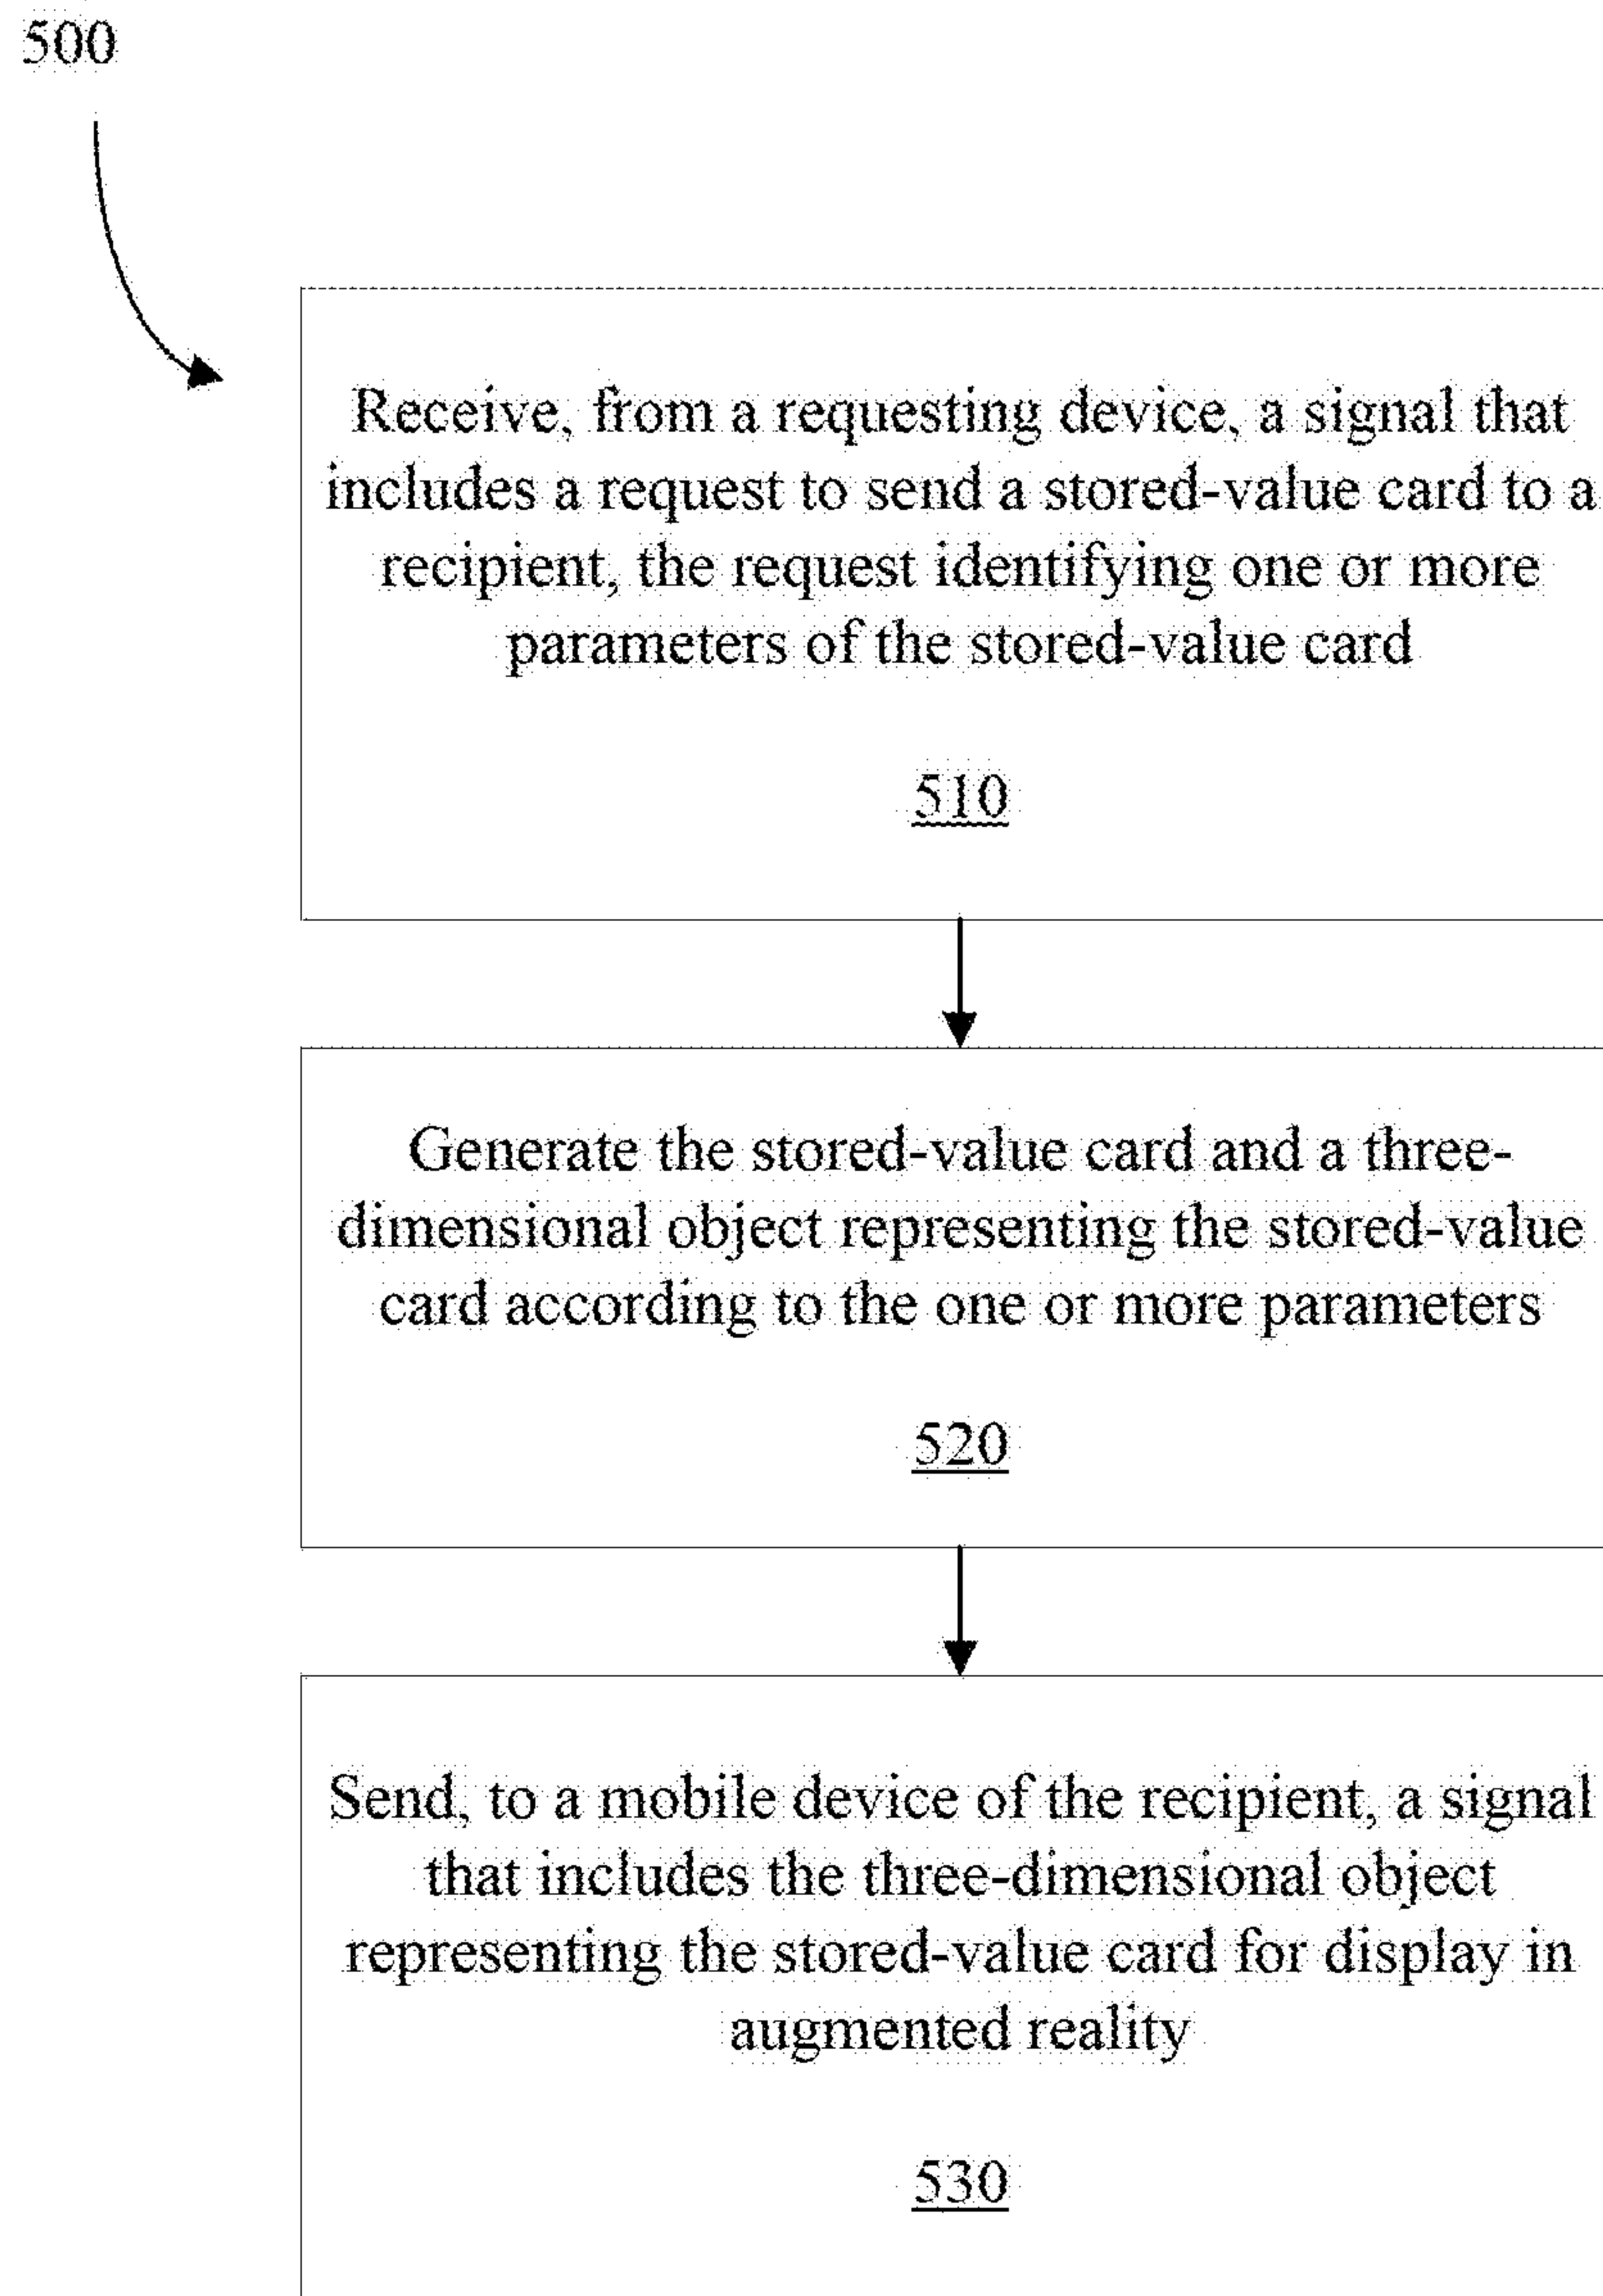 500
Receive, from a requesting device, a signal that
includes a request to send a stored-value card to a
recipient, the request identifying one or more
parameters of the stored-value card
510
Generate the stored-value card and a three-
dimensional object representing the stored-value
card according to the one or more parameters
520
Send, to a mobile device of the recipient, a signal
that includes the three-dimensional object
representing the stored-value card for display in
augmented reality
530